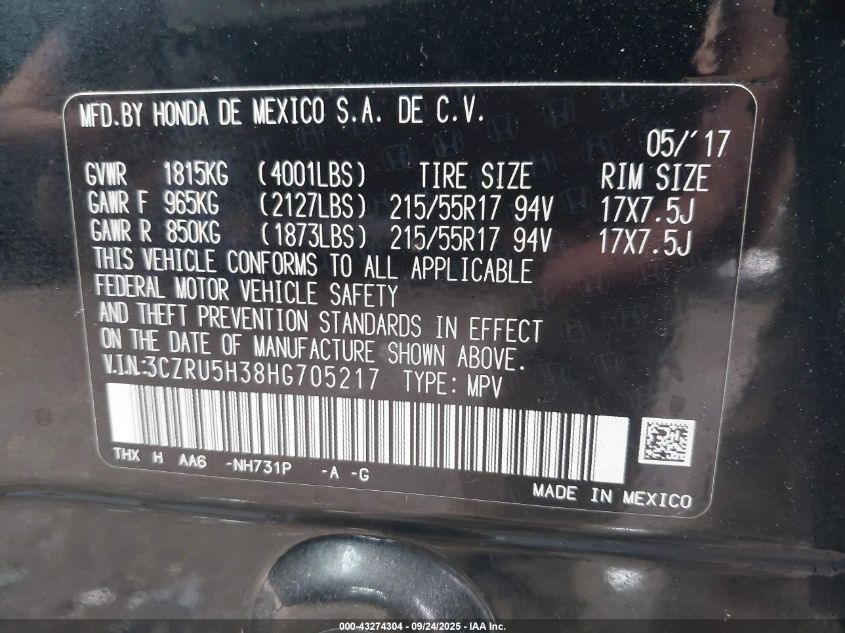 MFD.BY HONDA DE MEXICO S.A. DE C.V.
05/'17
GVWR 1815KG (4001LBS) TIRE SIZE RIM SIZE
GAWR F 965KG (2127LBS) 215/55R17 94V 17X7.5J
GAWR R 850KG (1873LBS) 215/55R17 94V 17X7.5J
THIS VEHICLE CONFORMS TO ALL APPLICABLE
FEDERAL MOTOR VEHICLE SAFETY
AND THEFT PREVENTION STANDARDS IN EFFECT
ON THE DATE OF MANUFACTURE SHOWN ABOVE.
V.I.N:3CZRU5H38HG705217 TYPE: MPV
THX H AA6 -NH731P -A -G
MADE IN MEXICO
000-43274304 - 09/24/2025 - IAA Inc.